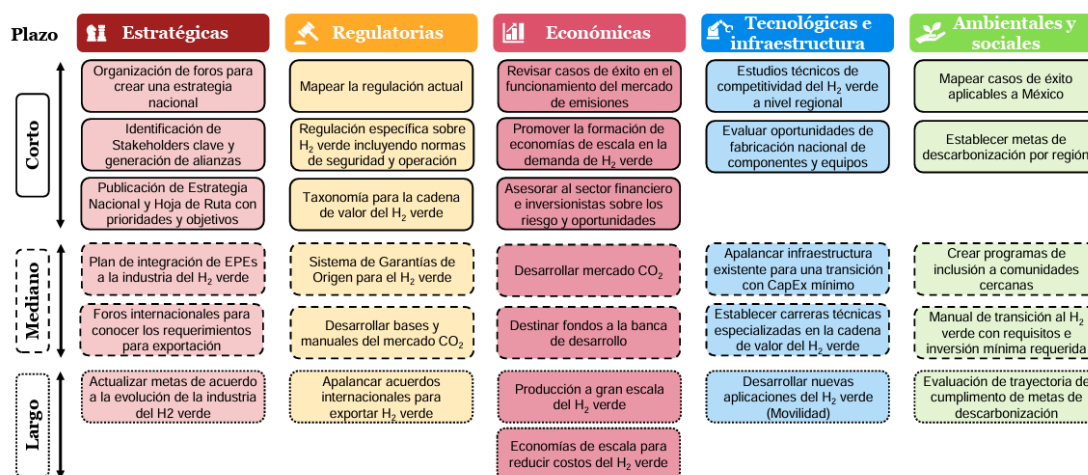 Plazo
Estratégicas
Regulatorias
Económicas
Tecnológicas e
infraestructura
Ambientales y
sociales
Corto
Organización de foros para
crear una estrategia
nacional
Mapear la regulación actual
Revisar casos de éxito en el
funcionamiento del mercado
de emisiones
Estudios técnicos de
competitividad del H2 verde
a nivel regional
Mapear casos de éxito
aplicables a México
Identificación de
Stakeholders clave y
generación de alianzas
Regulación específica sobre
H2 verde incluyendo normas
de seguridad y operación
Promover la formación de
economías de escala en la
demanda de H2 verde
Evaluar oportunidades de
fabricación nacional de
componentes y equipos
Establecer metas de
descarbonización por región
Publicación de Estrategia
Nacional y Hoja de Ruta con
prioridades y objetivos
Taxonomía para la cadena
de valor del H2 verde
Asesorar al sector financiero
e inversionistas sobre los
riesgo y oportunidades
Mediano
Plan de integración de EPEs
a la industria del H2 verde
Sistema de Garantías de
Origen para el H2 verde
Desarrollar mercado CO2
Apalancar infraestructura
existente para una transición
con CapEx mínimo
Crear programas de
inclusión a comunidades
cercanas
Foros internacionales para
conocer los requerimientos
para exportación
Desarrollar bases y
manuales del mercado CO2
Destinar fondos a la banca
de desarrollo
Establecer carreras técnicas
especializadas en la cadena
de valor del H2 verde
Manual de transición al H2
verde con requisitos e
inversión mínima requerida
Largo
Actualizar metas de acuerdo
a la evolución de la industria
del H2 verde
Apalancar acuerdos
internacionales para
exportar H2 verde
Producción a gran escala
del H2 verde
Desarrollar nuevas
aplicaciones del H2 verde
(Movilidad)
Evaluación de trayectoria de
cumplimento de metas de
descarbonización
Economías de escala para
reducir costos del H2 verde